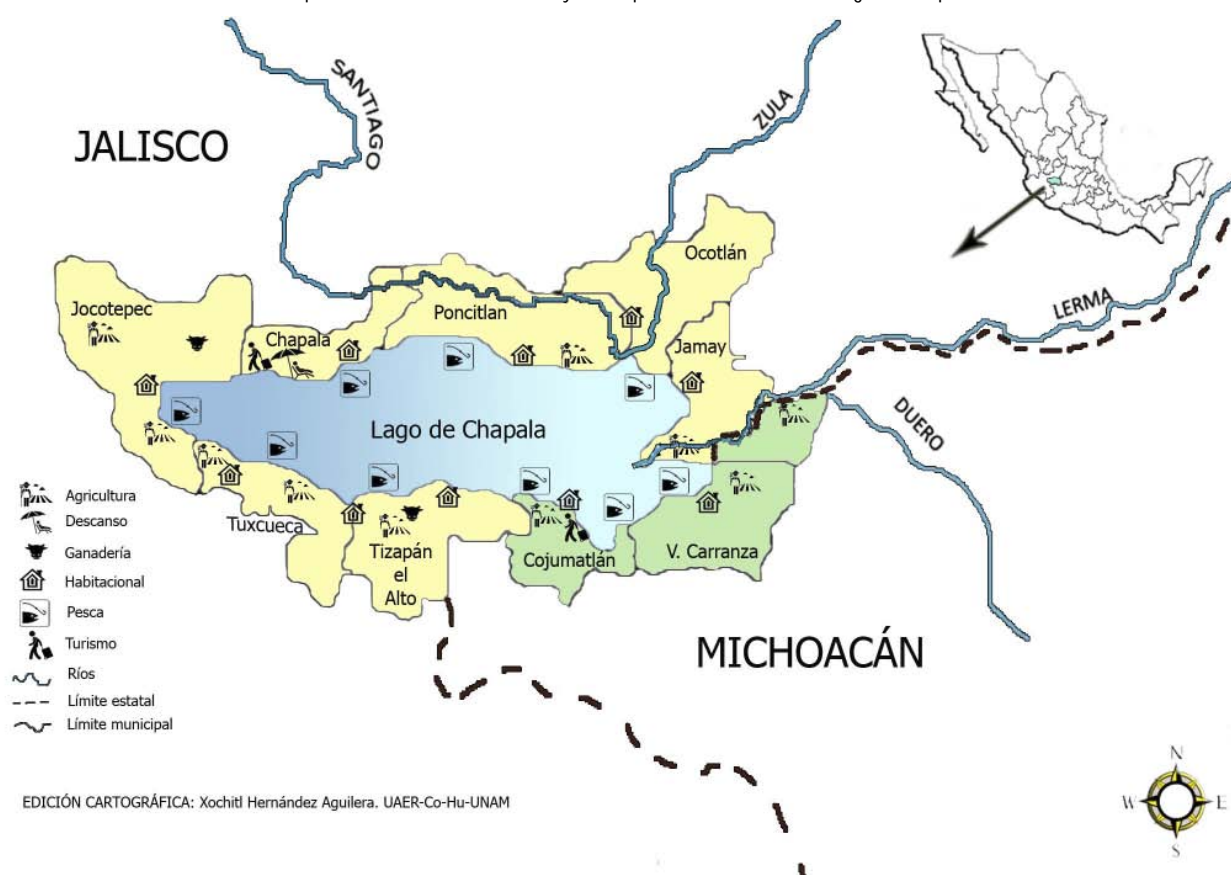 SANTIAGO
ZULA
JALISCO
Ocotlán
LERMA
Jocotepec
Poncitlan
Chapala
Jamay
DUERO
Lago de Chapala
Agricultura
Descanso
Tuxcueca
Ganadería
Tizapán
el
Alto
Cojumatlán
V. Carranza
Habitacional
Pesca
Turismo
MICHOACÁN
Ríos
Límite estatal
Límite municipal
EDICIÓN CARTOGRÁFICA: Xochitl Hernández Aguilera. UAER-Co-Hu-UNAM
N
W
E
S